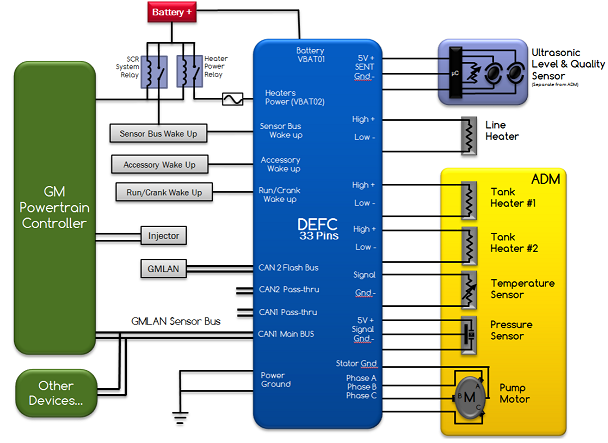 Battery +
SCR
System
Relay
Heater
Power
Relay
GM
Powertrain
Controller
Sensor Bus Wake Up
Accessory Wake Up
Run/Crank Wake Up
Injector
GMLAN
GMLAN Sensor Bus
Other
Devices...
Battery
VBAT01
Heaters
Power (VBAT02)
Sensor Bus
Wake up
Accessory
Wake up
Run/Crank
Wake Up
DEFC
33 Pins
CAN 2 Flash Bus
CAN2 Pass-thru
CAN1 Pass-thru
CAN1 Main BUS
Power
Ground
5V +
SENT
Gnd -
High +
Low -
High +
Low -
High +
Low -
Signal
Gnd -
5V +
Signal
Gnd -
Stator Gnd
Phase A
Phase B
Phase C
µC
Ultrasonic
Level & Quality
Sensor
(Separate from ADM)
Line
Heater
ADM
Tank
Heater #1
Tank
Heater #2
Temperature
Sensor
Pressure
Sensor
A
B M
C
Pump
Motor